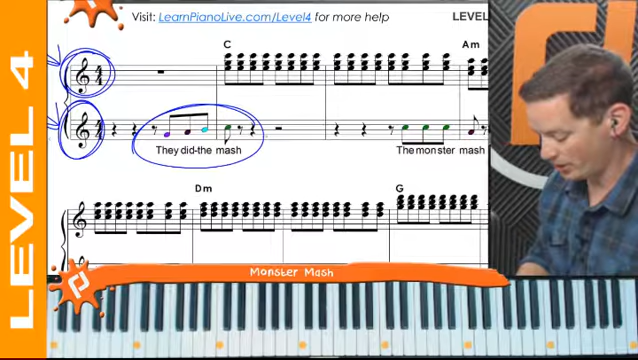 Visit: LearnPianoLive.com/Level4 for more help
LEVEL
LEVEL 4
C
Am
They did-the mash
The monster mash
Dm
G
Monster Mash